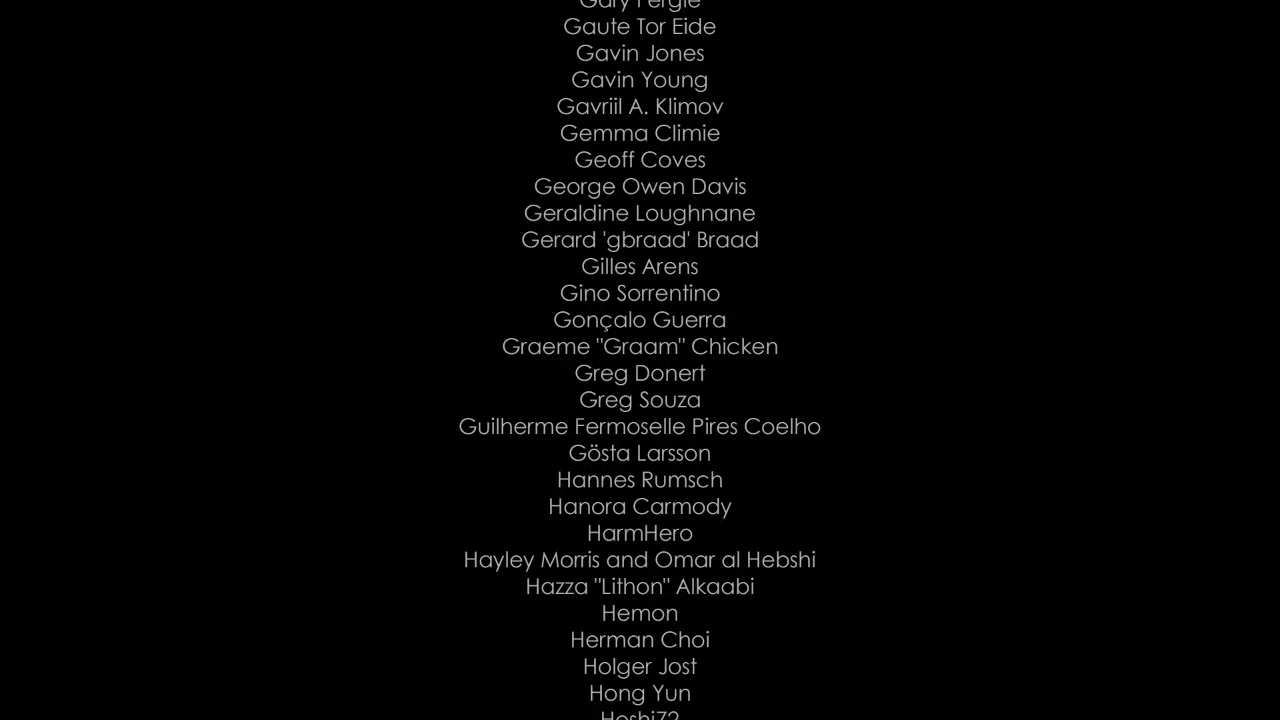 Gary Fergie
Gaute Tor Eide
Gavin Jones
Gavin Young
Gavriil A. Klimov
Gemma Climie
Geoff Coves
George Owen Davis
Geraldine Loughnane
Gerard 'gbraad' Braad
Gilles Arens
Gino Sorrentino
Gonçalo Guerra
Graeme "Graam" Chicken
Greg Donert
Greg Souza
Guilherme Fermoselle Pires Coelho
Gösta Larsson
Hannes Rumsch
Hanora Carmody
HarmHero
Hayley Morris and Omar al Hebshi
Hazza "Lithon" Alkaabi
Hemon
Herman Choi
Holger Jost
Hong Yun
Hoshi72